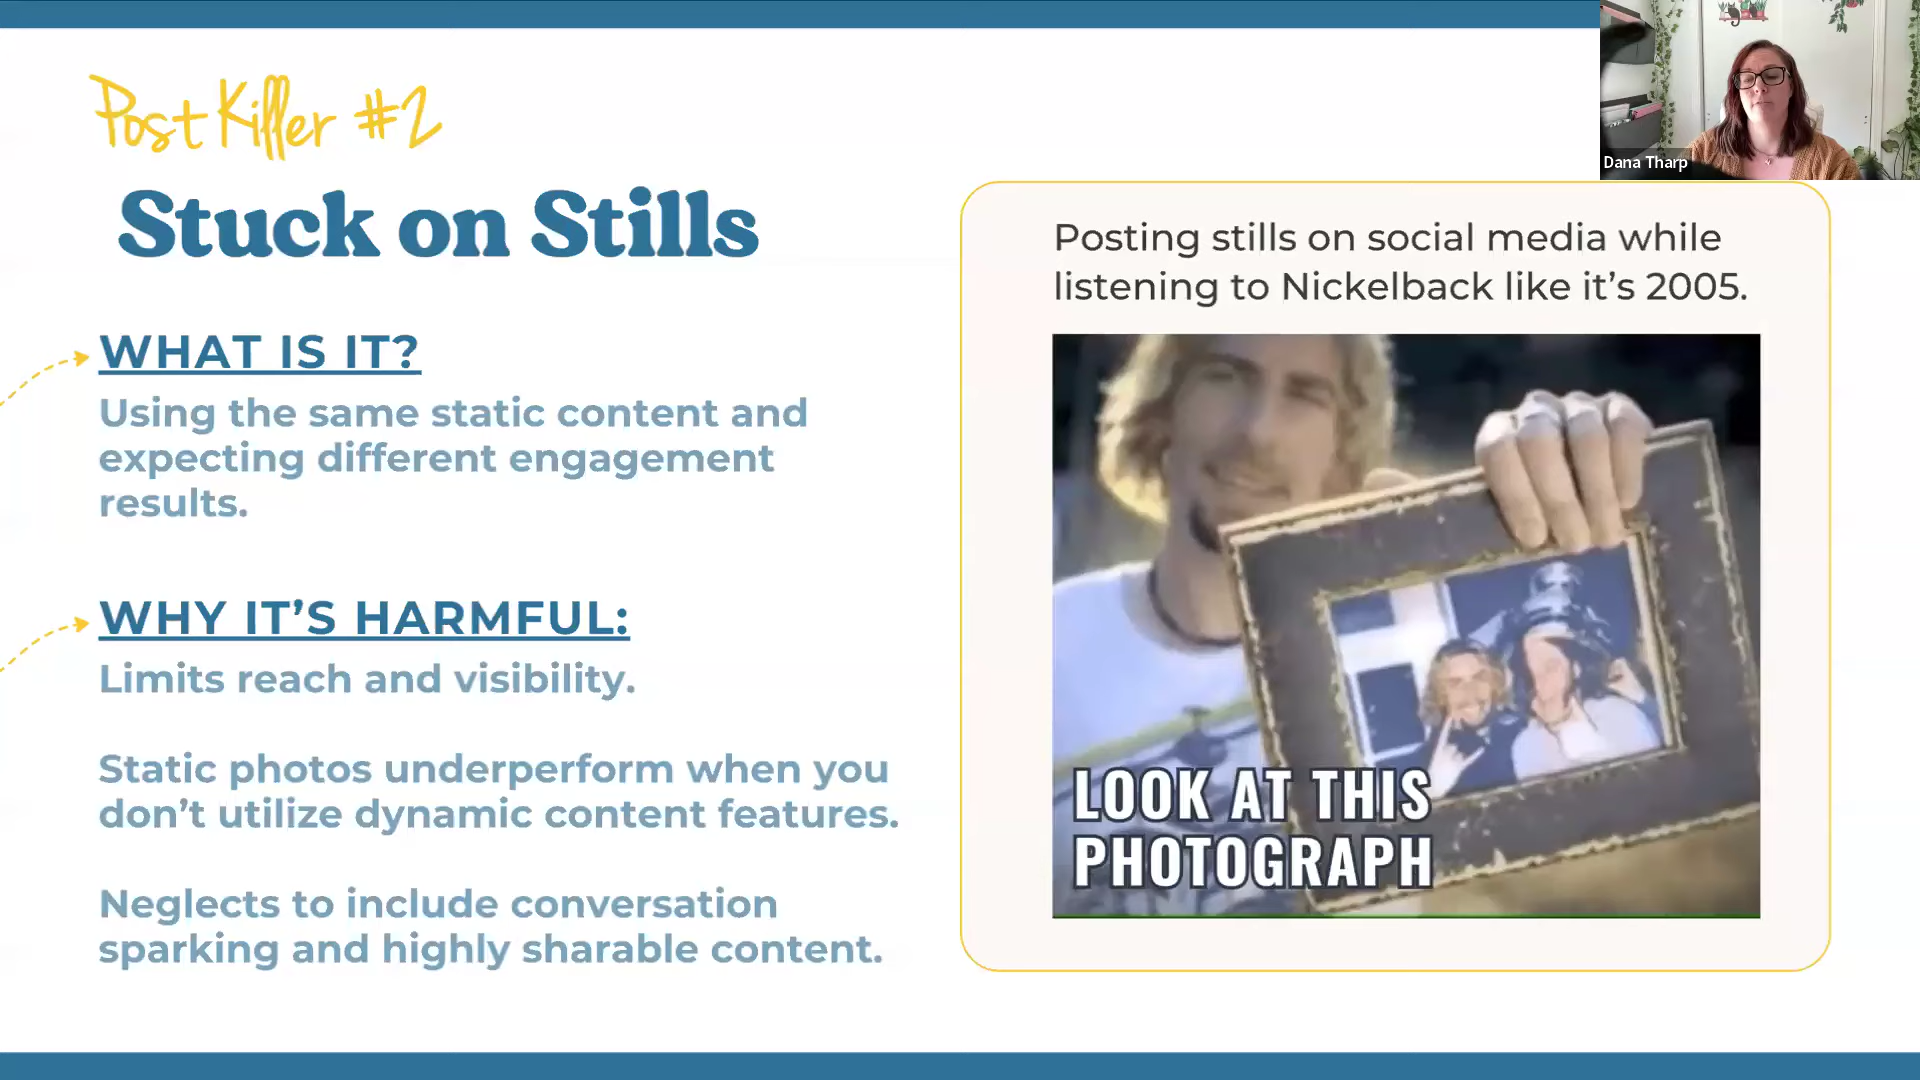 Post Killer #2
Stuck on Stills
WHAT IS IT?
Using the same static content and
expecting different engagement
results.
WHY IT'S HARMFUL:
Limits reach and visibility.
Static photos underperform when you
don't utilize dynamic content features.
Neglects to include conversation
sparking and highly sharable content.
Dana Tharp
Posting stills on social media while
listening to Nickelback like it's 2005.
LOOK AT THIS
PHOTOGRAPH